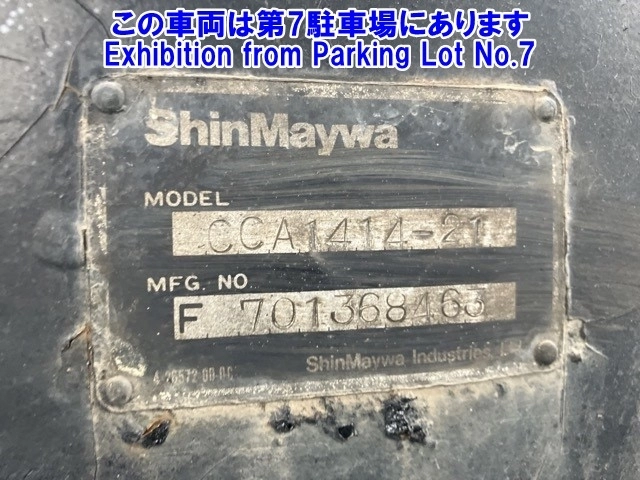 この車両は第7駐車場にあります
Exhibition from Parking Lot No.7
ShinMaywa
MODEL
CCA1414-21
MFG. NO
F 701368463
ShinMaywa Industries,